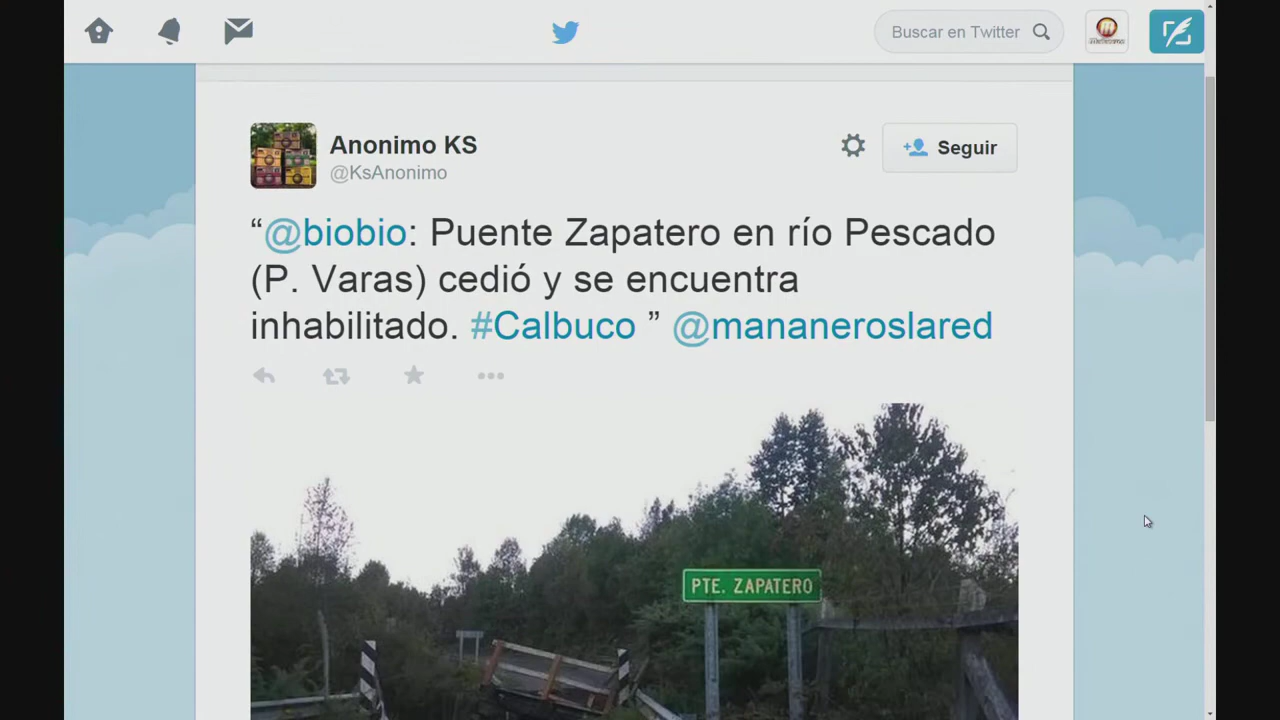 Buscar en Twitter
Anonimo KS
@KsAnonimo
Seguir
“@biobio: Puente Zapatero en río Pescado
(P. Varas) cedió y se encuentra
inhabilitado. #Calbuco ” @mananeroslared
PTE. ZAPATERO